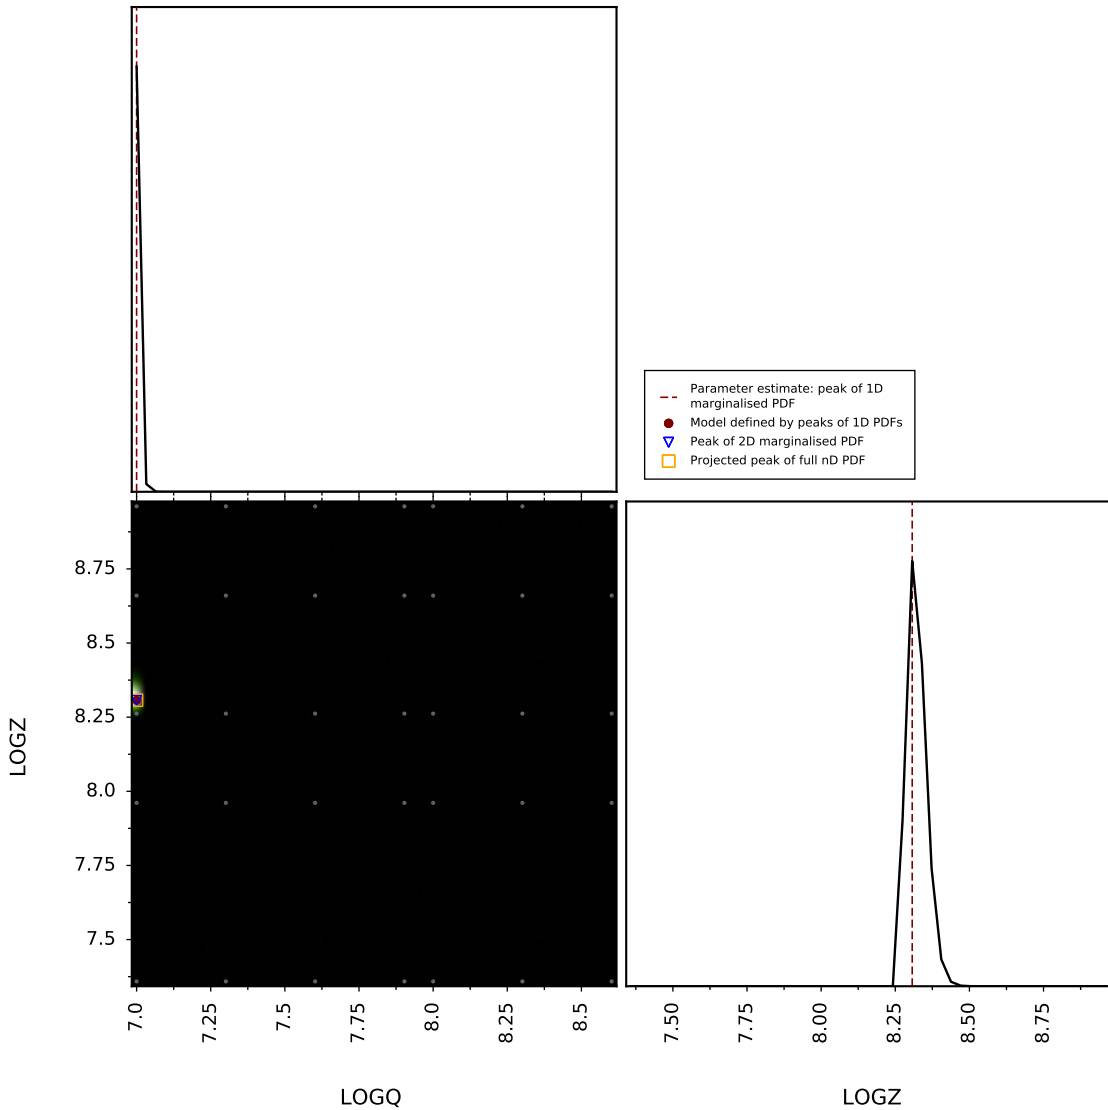 Parameter estimate: peak of 1D
marginalised PDF
Model defined by peaks of 1D PDFs
Peak of 2D marginalised PDF
Projected peak of full nD PDF
8.75
8.5
8.25
8.0
7.75
7.5
LOGZ
7.0
7.25
7.5
7.75
8.0
8.25
8.5
LOGQ
7.50
7.75
8.00
8.25
8.50
8.75
LOGZ